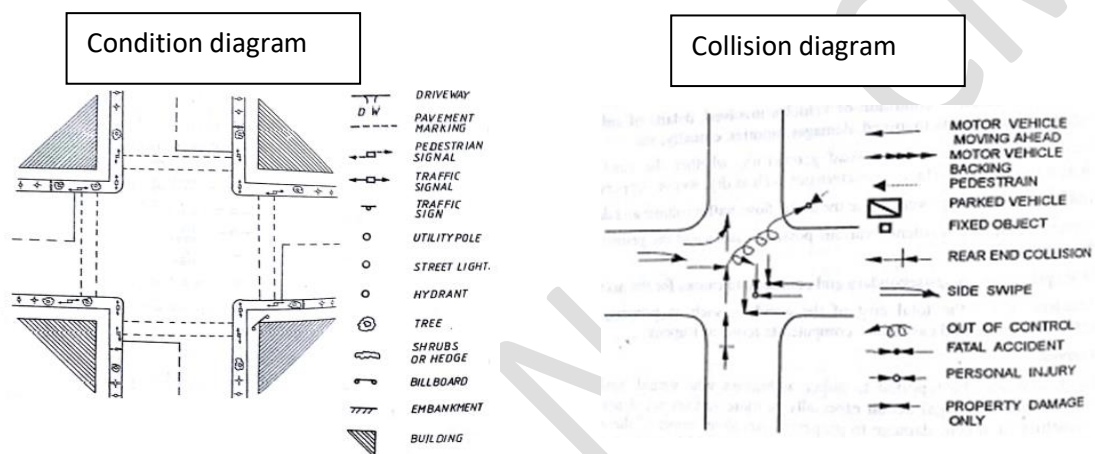 Condition diagram
DRIVEWAY
D W
PAVEMENT
MARKING
PEDESTRIAN
SIGNAL
TRAFFIC
SIGNAL
TRAFFIC
SIGN
UTILITY POLE
STREET LIGHT.
HYDRANT
TREE
SHRUBS
OR HEDGE
BILLBOARD
EMBANKMENT
BUILDING
Collision diagram
MOTOR VEHICLE
MOVING AHEAD
MOTOR VEHICLE
BACKING
PEDESTRAIN
PARKED VEHICLE
FIXED OBJECT
REAR END COLLISION
SIDE SWIPE
OUT OF CONTROL
FATAL ACCIDENT
PERSONAL INJURY
PROPERTY DAMAGE
ONLY